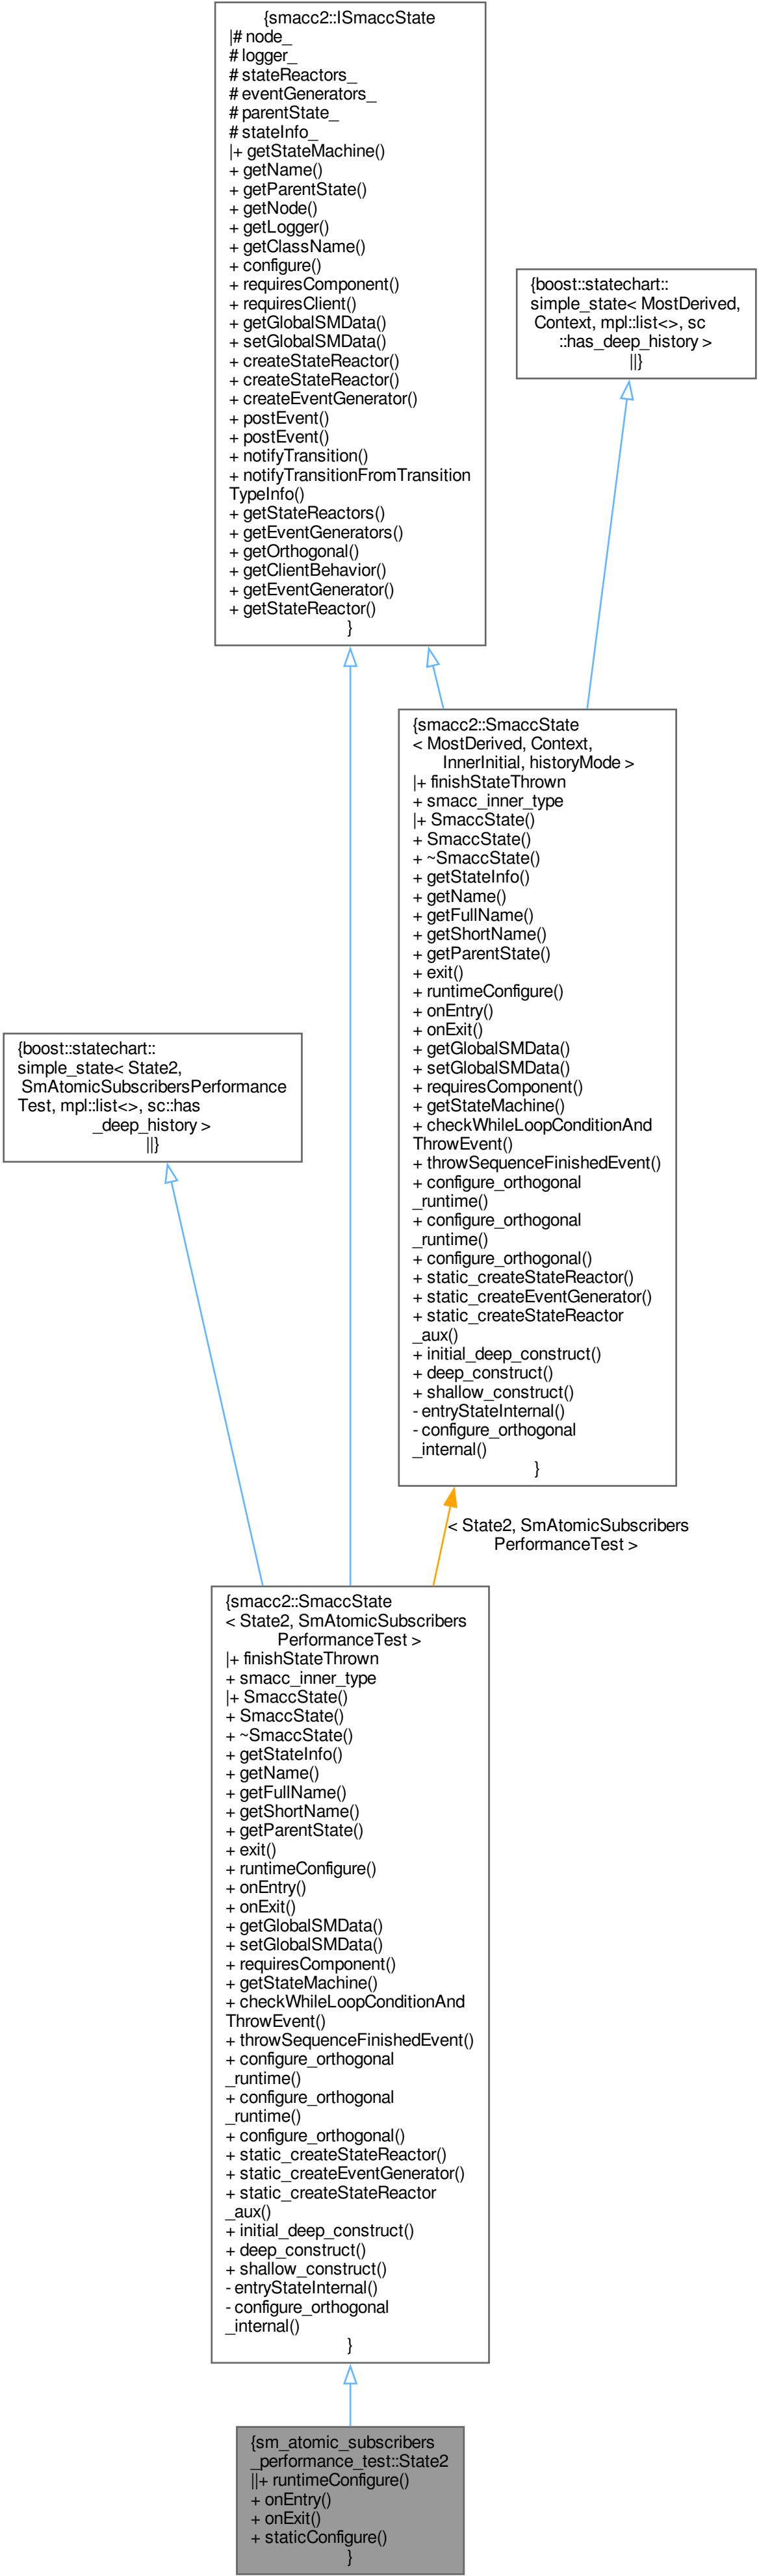 {smacc2::ISmaccState
|# node_
# logger_
# stateReactors_
# eventGenerators_
# parentState_
# stateInfo_
|+ getStateMachine()
+ getName()
+ getParentState()
+ getNode()
+ getLogger()
+ getClassName()
+ configure()
+ requiresComponent()
+ requiresClient()
+ getGlobalSMData()
+ setGlobalSMData()
+ createStateReactor()
+ createStateReactor()
+ createEventGenerator()
+ postEvent()
+ postEvent()
+ notifyTransition()
+ notifyTransitionFromTransition
TypeInfo()
+ getStateReactors()
+ getEventGenerators()
+ getOrthogonal()
+ getClientBehavior()
+ getEventGenerator()
+ getStateReactor()
}
{boost::statechart::
simple_state< MostDerived,
Context, mpl::list<>, sc
::has_deep_history >
||}
{smacc2::SmaccState
< MostDerived, Context,
InnerInitial, historyMode >
|+ finishStateThrown
+ smacc_inner_type
|+ SmaccState()
+ SmaccState()
+ ~SmaccState()
+ getStateInfo()
+ getName()
+ getFullName()
+ getShortName()
+ getParentState()
+ exit()
+ runtimeConfigure()
+ onEntry()
+ onExit()
+ getGlobalSMData()
+ setGlobalSMData()
+ requiresComponent()
+ getStateMachine()
+ checkWhileLoopConditionAnd
ThrowEvent()
+ throwSequenceFinishedEvent()
+ configure_orthogonal
_runtime()
+ configure_orthogonal
_runtime()
+ configure_orthogonal()
+ static_createStateReactor()
+ static_createEventGenerator()
+ static_createStateReactor
_aux()
+ initial_deep_construct()
+ deep_construct()
+ shallow_construct()
- entryStateInternal()
- configure_orthogonal
_internal()
}
{boost::statechart::
simple_state< State2,
SmAtomicSubscribersPerformance
Test, mpl::list<>, sc::has
_deep_history >
||}
< State2, SmAtomicSubscribers
PerformanceTest >
{smacc2::SmaccState
< State2, SmAtomicSubscribers
PerformanceTest >
|+ finishStateThrown
+ smacc_inner_type
|+ SmaccState()
+ SmaccState()
+ ~SmaccState()
+ getStateInfo()
+ getName()
+ getFullName()
+ getShortName()
+ getParentState()
+ exit()
+ runtimeConfigure()
+ onEntry()
+ onExit()
+ getGlobalSMData()
+ setGlobalSMData()
+ requiresComponent()
+ getStateMachine()
+ checkWhileLoopConditionAnd
ThrowEvent()
+ throwSequenceFinishedEvent()
+ configure_orthogonal
_runtime()
+ configure_orthogonal
_runtime()
+ configure_orthogonal()
+ static_createStateReactor()
+ static_createEventGenerator()
+ static_createStateReactor
_aux()
+ initial_deep_construct()
+ deep_construct()
+ shallow_construct()
- entryStateInternal()
- configure_orthogonal
_internal()
}
{sm_atomic_subscribers
_performance_test::State2
||+ runtimeConfigure()
+ onEntry()
+ onExit()
+ staticConfigure()
}